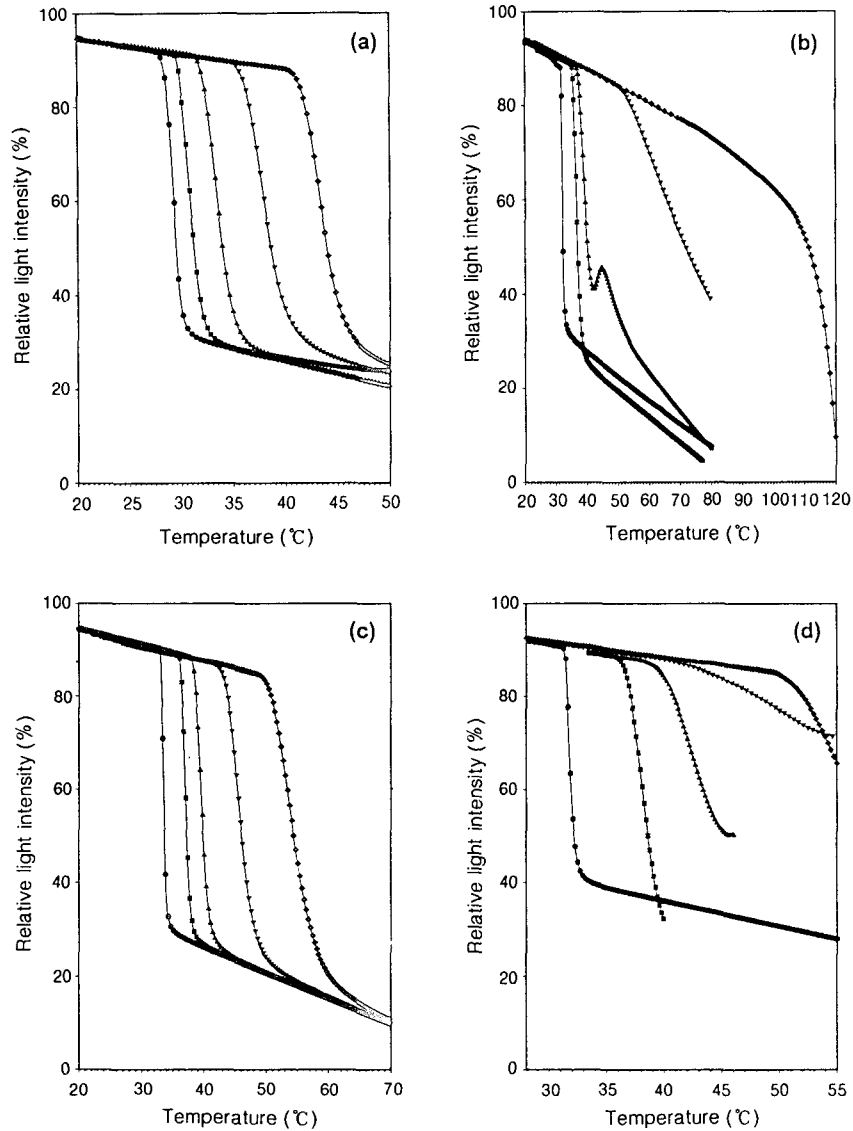 (a)
100
80
60
40
20
0
Relative light intensity (%)
20 25 30 35 40 45 50
Temperature (℃)
(b)
100
80
60
40
20
0
Relative light intensity (%)
20 30 40 50 60 70 80 90 100 110 120
Temperature (℃)
(c)
100
80
60
40
20
0
Relative light intensity (%)
20 30 40 50 60 70
Temperature (℃)
(d)
100
80
60
40
20
0
Relative light intensity (%)
30 35 40 45 50 55
Temperature (℃)